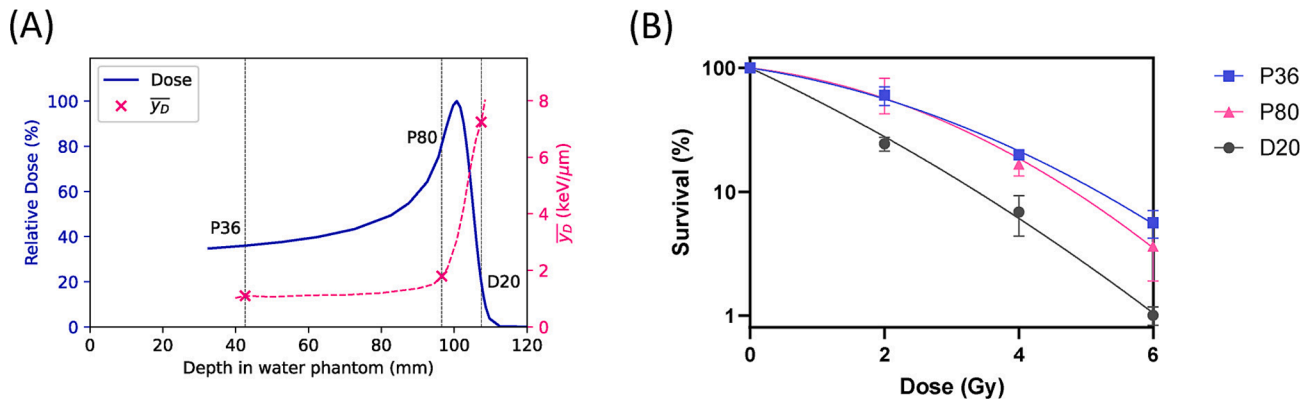 (A)
Dose
y_D
P36
P80
D20
Relative Dose (%)
0
20
40
60
80
100
y_D (keV/μm)
0
2
4
6
8
0
20
40
60
80
100
120
Depth in water phantom (mm)
(B)
Survival (%)
100
10
1
0
2
4
6
Dose (Gy)
P36
P80
D20